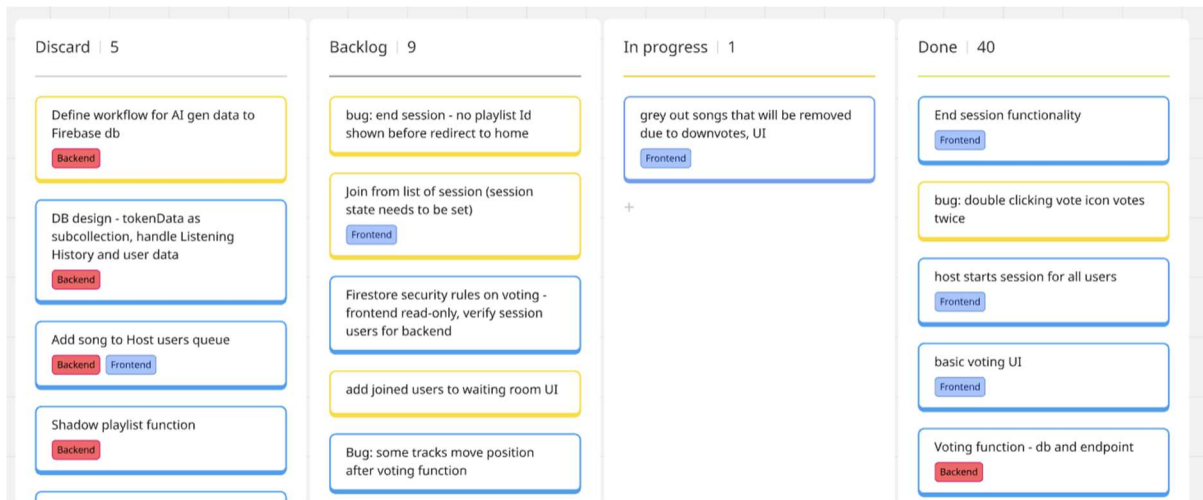 Discard | 5
Define workflow for AI gen data to
Firebase db
Backend
DB design - tokenData as
subcollection, handle Listening
History and user data
Backend
Add song to Host users queue
Backend Frontend
Shadow playlist function
Backend
Backlog | 9
bug: end session - no playlist Id
shown before redirect to home
Join from list of session (session
state needs to be set)
Frontend
Firestore security rules on voting -
frontend read-only, verify session
users for backend
add joined users to waiting room UI
Bug: some tracks move position
after voting function
In progress | 1
grey out songs that will be removed
due to downvotes, UI
Frontend
+
Done | 40
End session functionality
Frontend
bug: double clicking vote icon votes
twice
host starts session for all users
Frontend
basic voting UI
Frontend
Voting function - db and endpoint
Backend